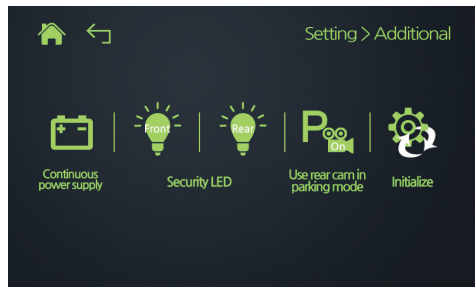 Setting > Additional
Front
Rear
P
On
Continuous
power supply
Security LED
Use rear cam in
parking mode
Initialize